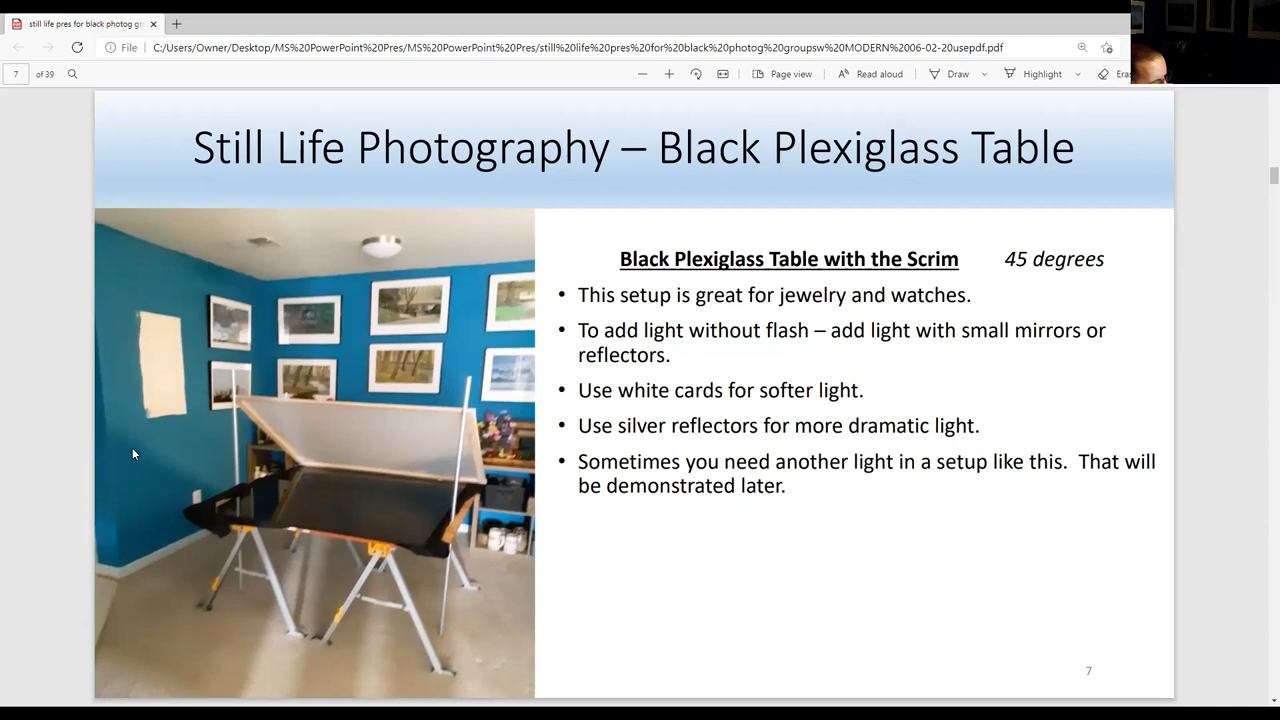 still life pres for black photog gr
File C:/Users/Owner/Desktop/MS%20PowerPoint%20Pres/MS%20PowerPoint%20Pres/still%20life%20pres%20for%20black%20photog%20groupsw%20MODERN%2006-02-20usepdf.pdf
7 of 39 Page view Read aloud Draw Highlight Eras
Still Life Photography – Black Plexiglass Table
Black Plexiglass Table with the Scrim 45 degrees
• This setup is great for jewelry and watches.
• To add light without flash – add light with small mirrors or
reflectors.
• Use white cards for softer light.
• Use silver reflectors for more dramatic light.
• Sometimes you need another light in a setup like this. That will
be demonstrated later.
7